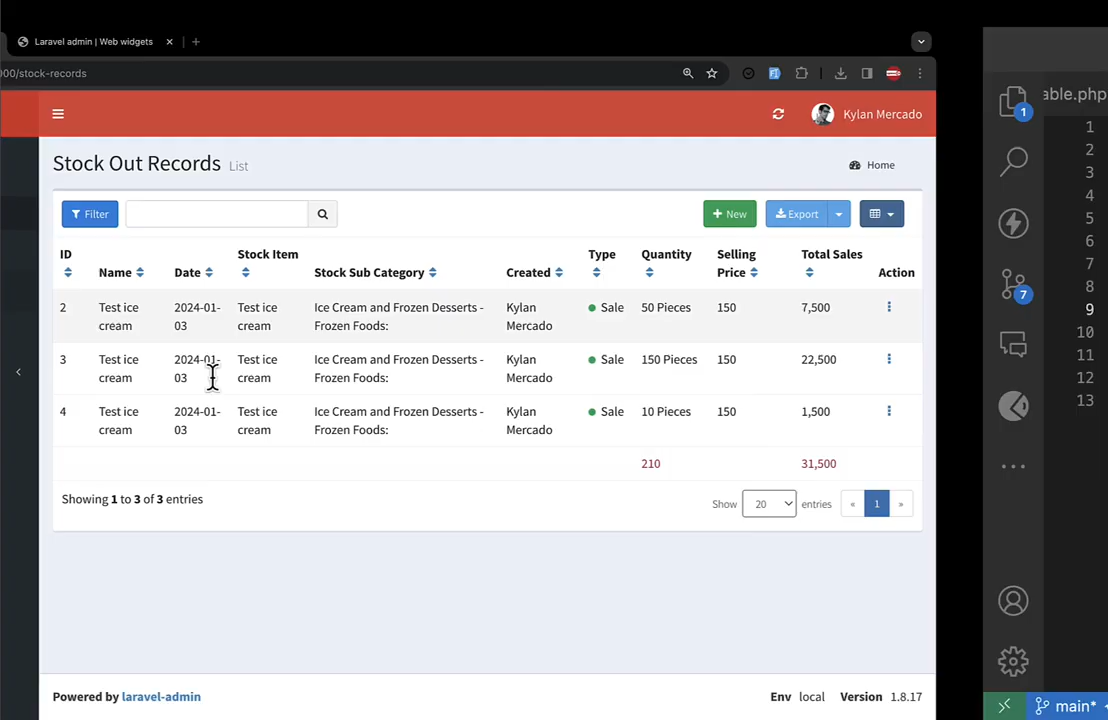 Laravel admin | Web widgets
000/stock-records
Kylan Mercado
Stock Out Records List
Home
Filter
New
Export
ID
Name
Date
Stock Item
Stock Sub Category
Created
Type
Quantity
Selling Price
Total Sales
Action
2 Test ice cream 2024-01-03 Test ice cream Ice Cream and Frozen Desserts - Frozen Foods: Kylan Mercado Sale 50 Pieces 150 7,500
3 Test ice cream 2024-01-03 Test ice cream Ice Cream and Frozen Desserts - Frozen Foods: Kylan Mercado Sale 150 Pieces 150 22,500
4 Test ice cream 2024-01-03 Test ice cream Ice Cream and Frozen Desserts - Frozen Foods: Kylan Mercado Sale 10 Pieces 150 1,500
210 31,500
Showing 1 to 3 of 3 entries
Show 20 entries
« 1 »
Powered by laravel-admin
Env local Version 1.8.17
able.php
1
7
1
2
3
4
5
6
7
8
9
10
11
12
13
main*